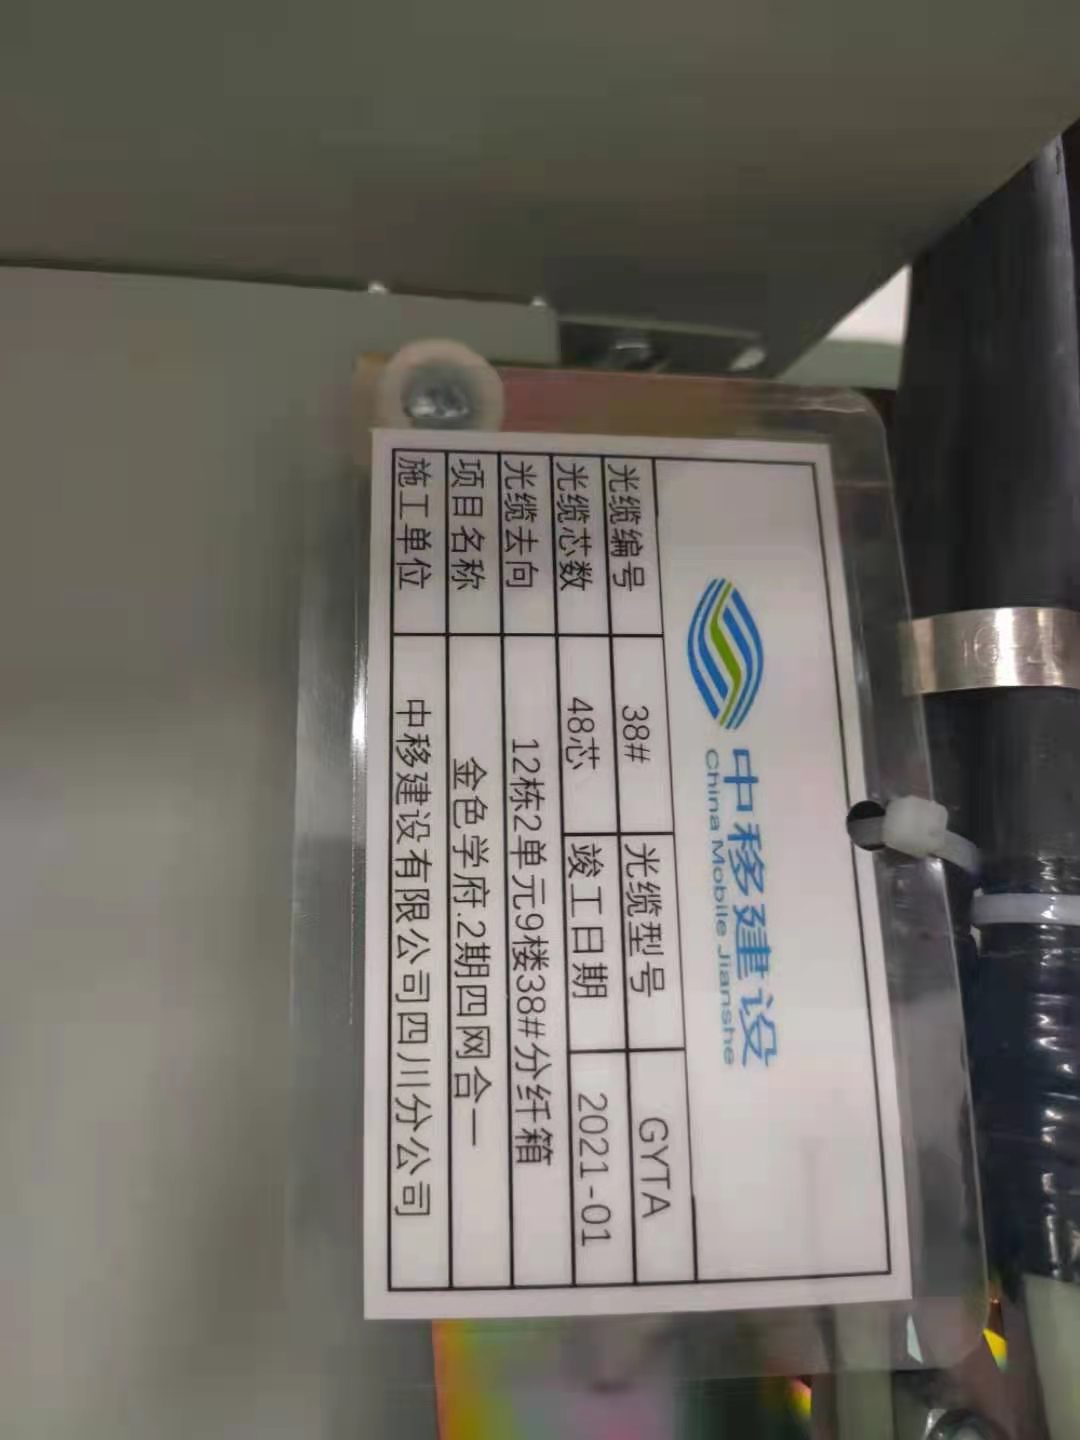 中移建设
China Mobile Jianshe
光缆编号 38# 光缆型号 GYTA
光缆芯数 48芯 竣工日期 2021-01
光缆去向 12栋2单元9楼38#分纤箱
项目名称 金色学府.2期四网合一
施工单位 中移建设有限公司四川分公司